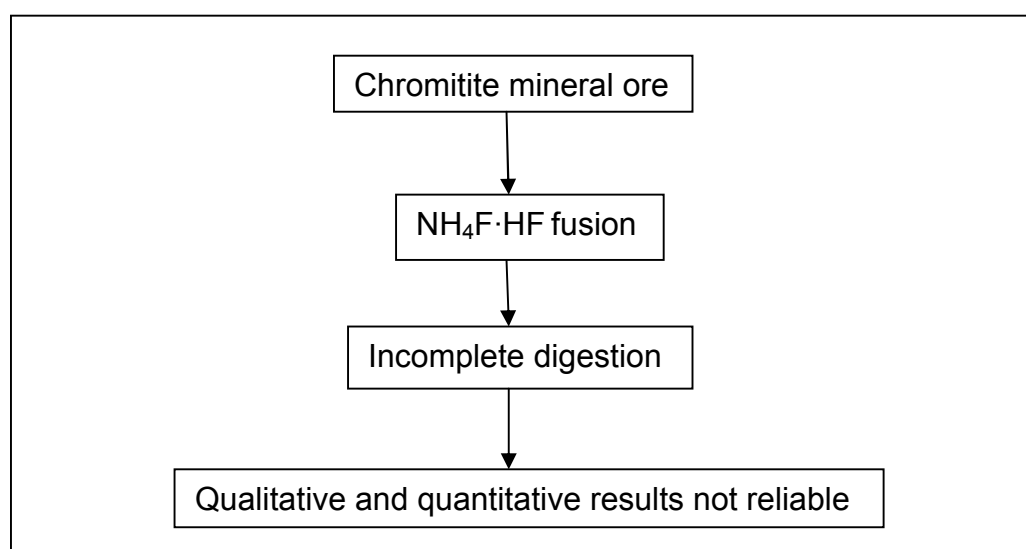 Chromitite mineral ore
NH₄F·HF fusion
Incomplete digestion
Qualitative and quantitative results not reliable